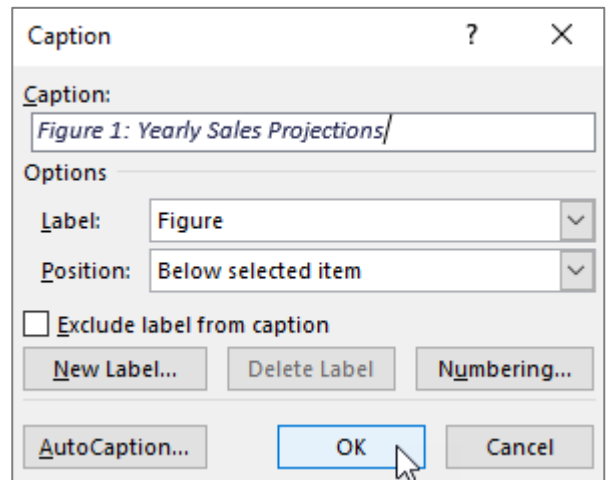 Caption ?
Caption:
Figure 1: Yearly Sales Projections
Options
Label: Figure
Position: Below selected item
Exclude label from caption
New Label... Delete Label Numbering...
AutoCaption... OK Cancel